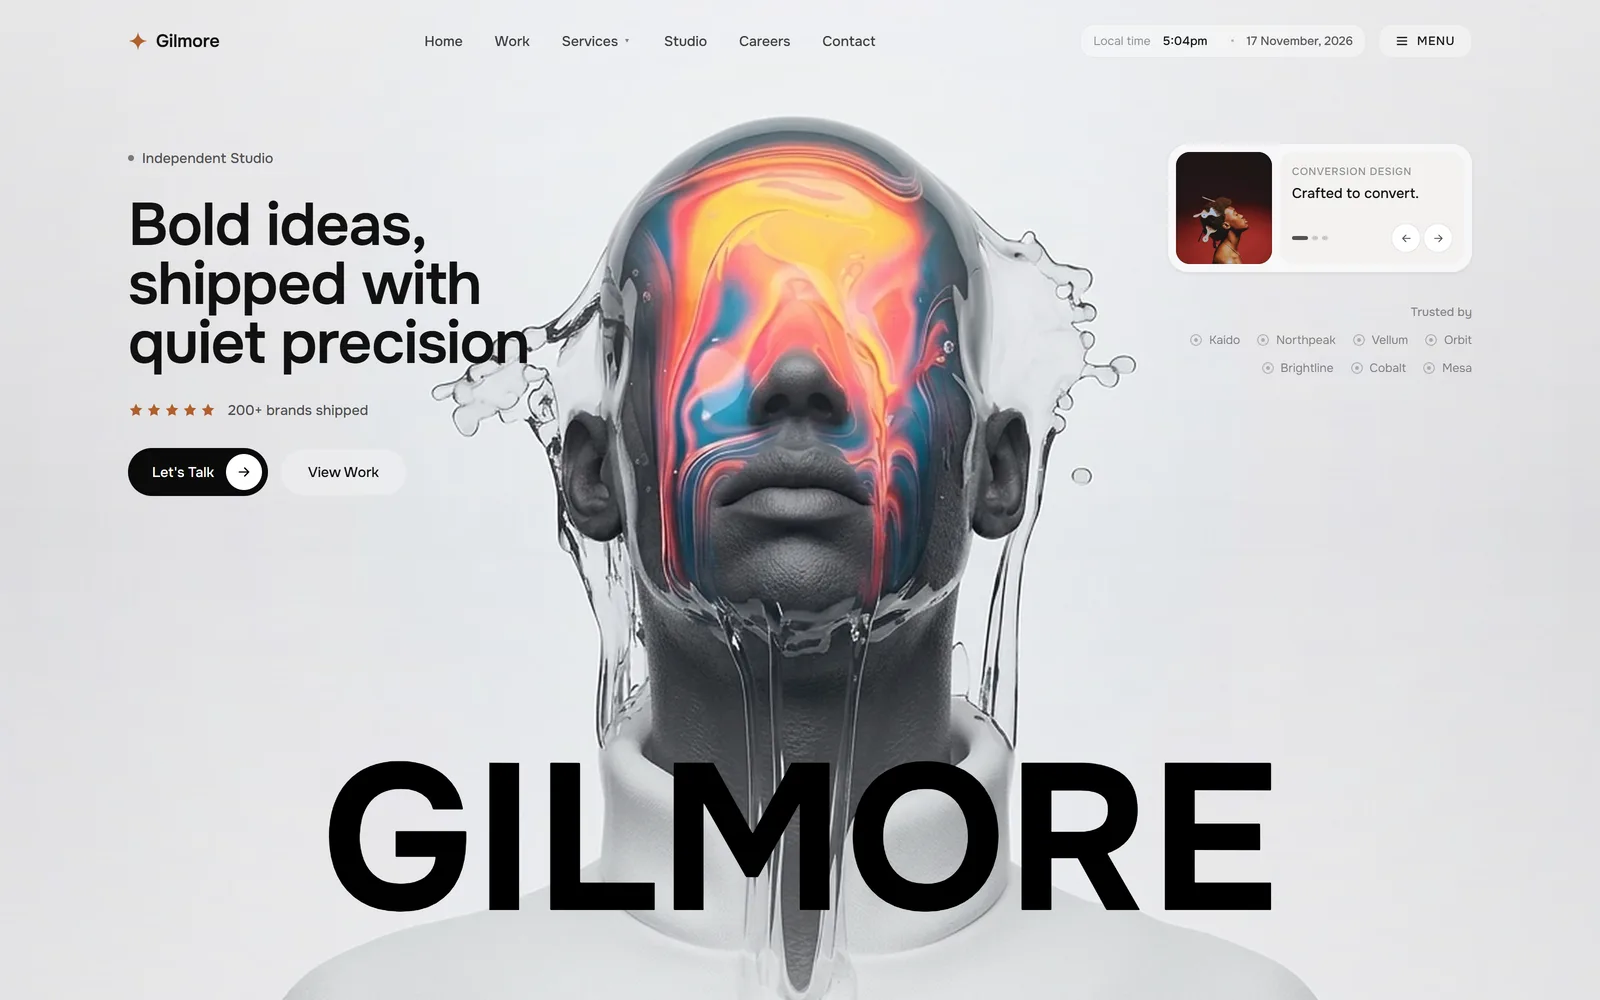 Gilmore
Home Work Services Studio Careers Contact
Local time 5:04pm • 17 November, 2026
MENU
Independent Studio
Bold ideas,
shipped with
quiet precision
200+ brands shipped
Let's Talk
View Work
CONVERSION DESIGN
Crafted to convert.
Trusted by
Kaido Northpeak Vellum Orbit
Brightline Cobalt Mesa
GILMORE